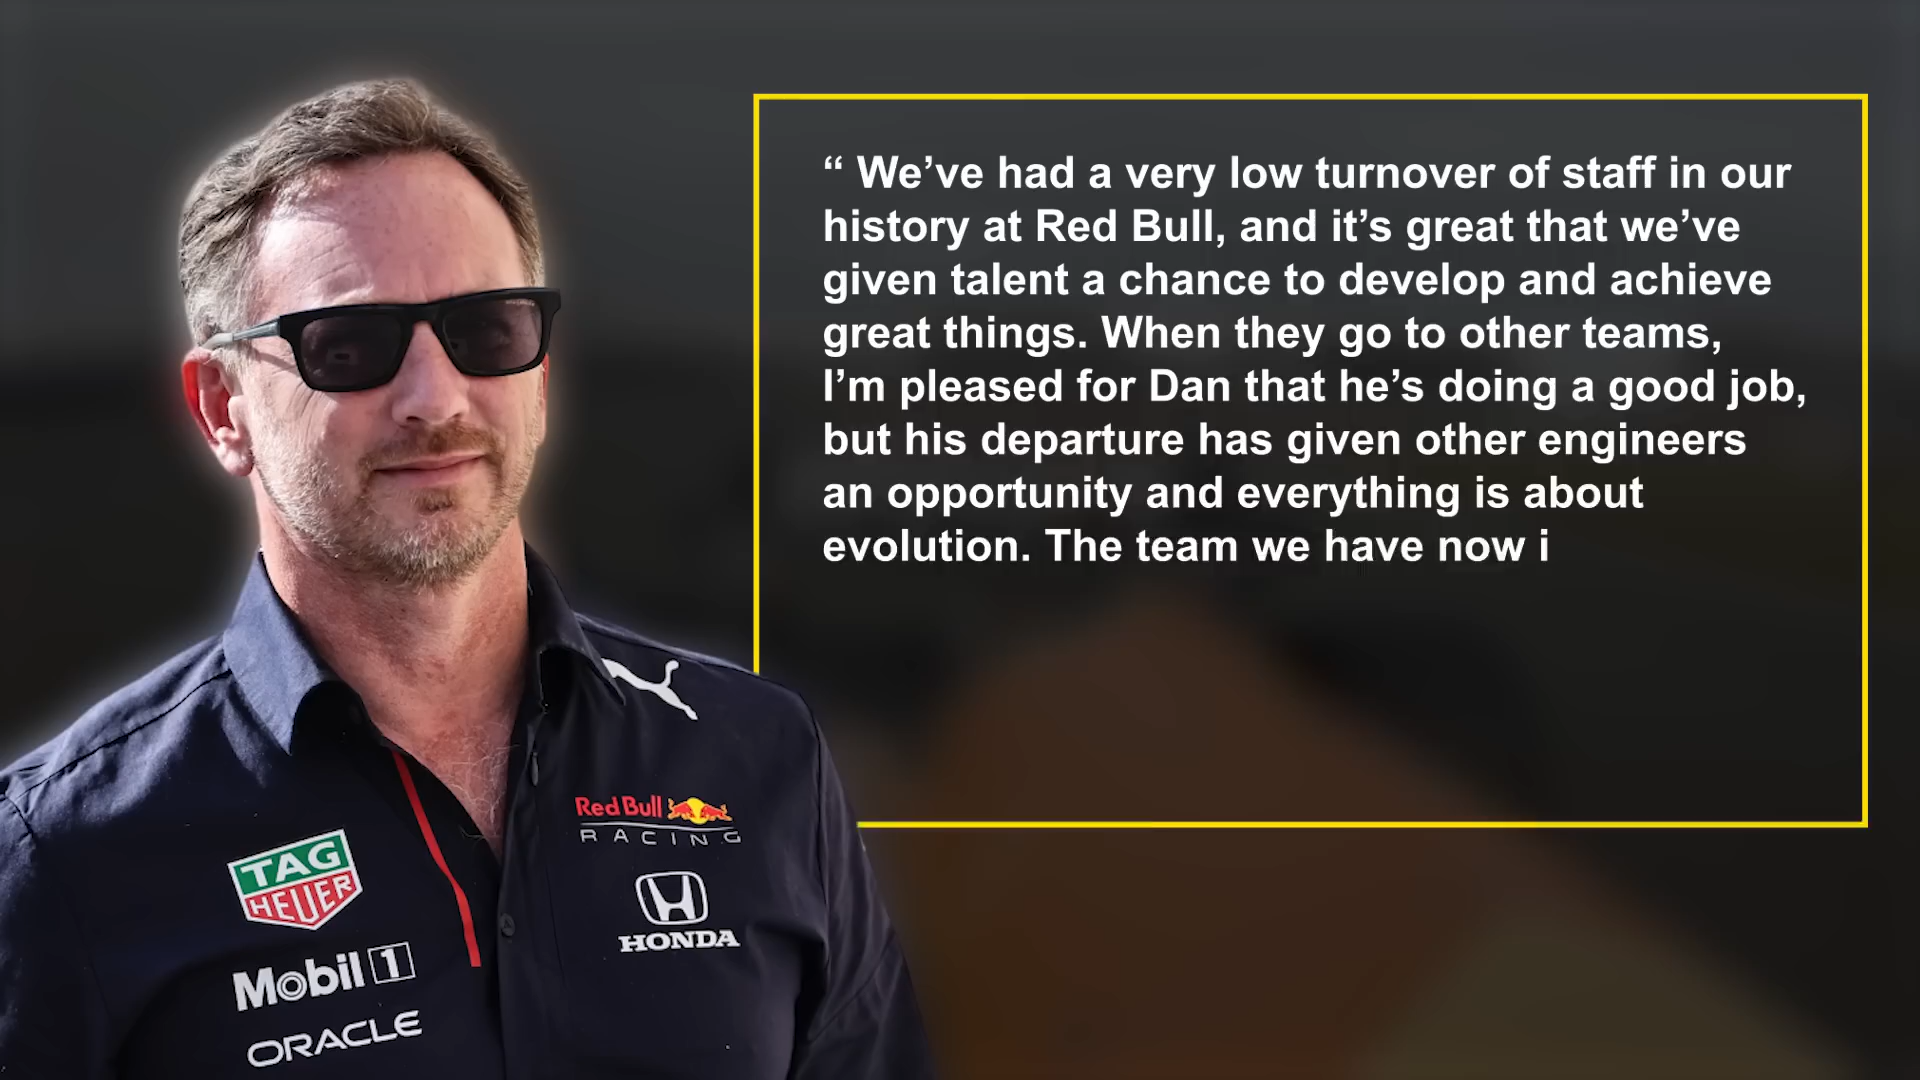 “ We’ve had a very low turnover of staff in our
history at Red Bull, and it’s great that we’ve
given talent a chance to develop and achieve
great things. When they go to other teams,
I’m pleased for Dan that he’s doing a good job,
but his departure has given other engineers
an opportunity and everything is about
evolution. The team we have now i
Red Bull
RACING
TAG
HEUER
HONDA
Mobil 1
ORACLE